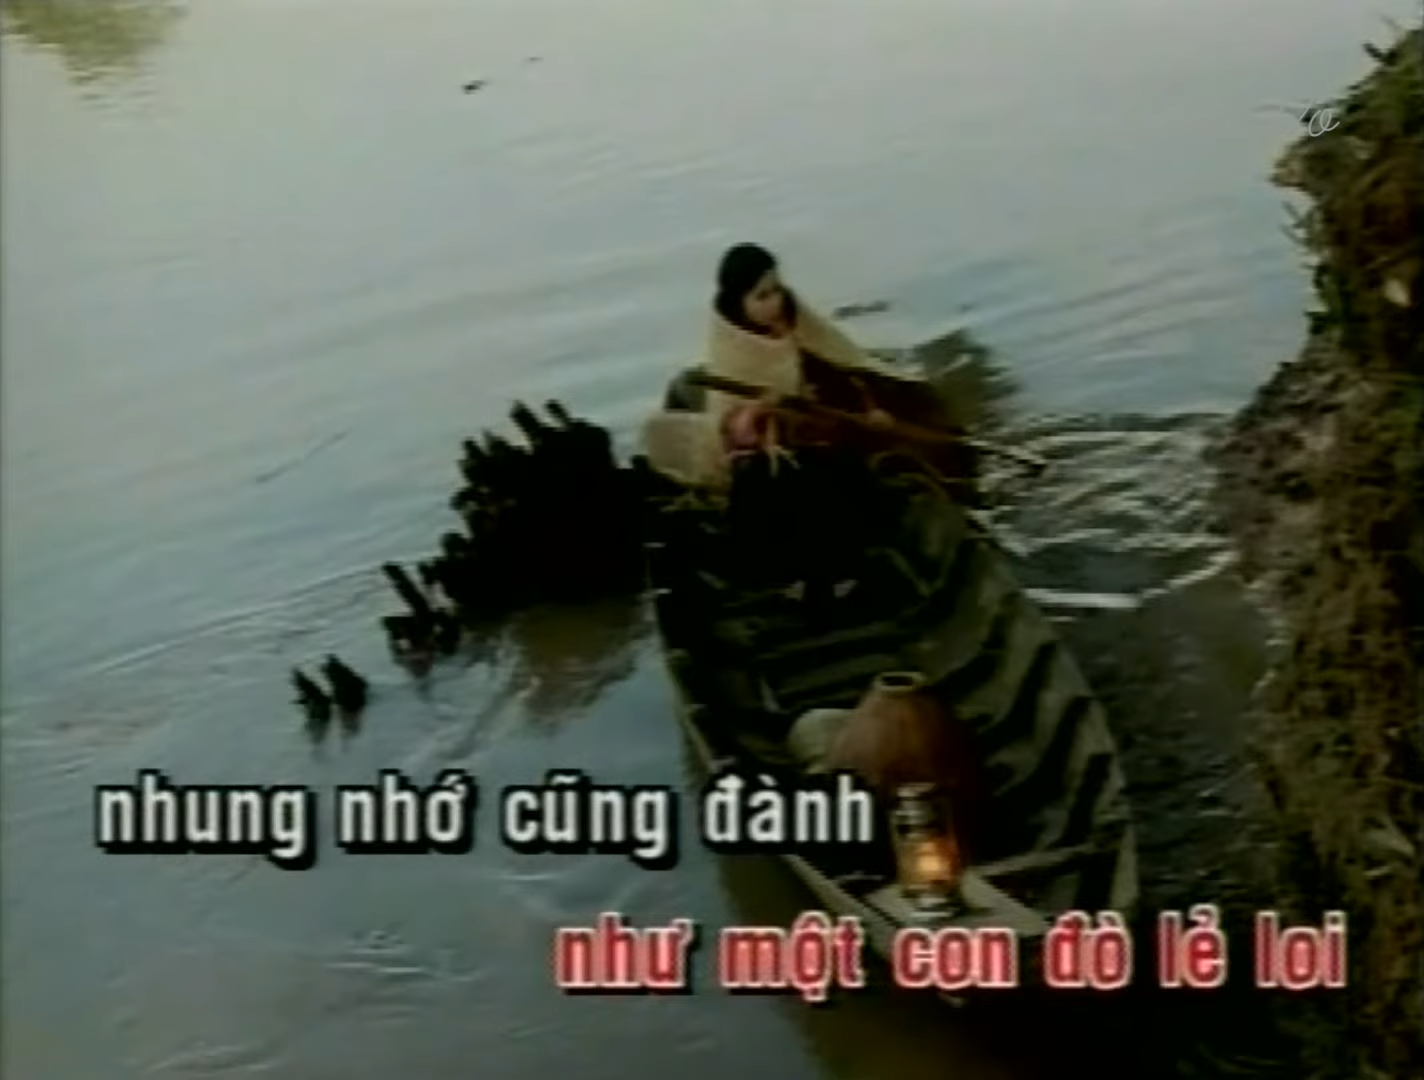 nhung nhớ cũng đành
như một con đò lẻ loi